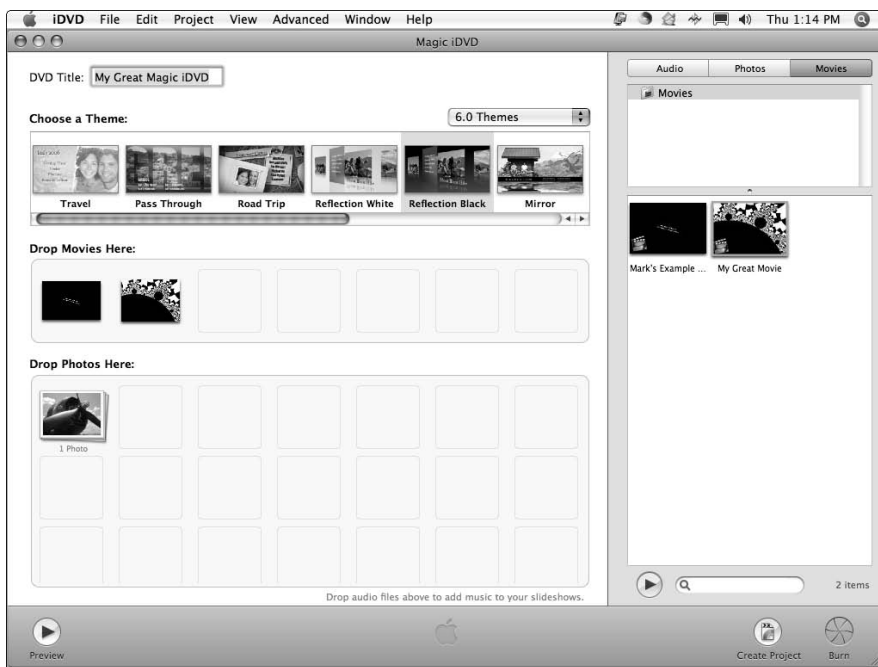 iDVD File Edit Project View Advanced Window Help Thu 1:14 PM
Magic iDVD
DVD Title: My Great Magic iDVD
Audio Photos Movies
Movies
Choose a Theme: 6.0 Themes
Travel Pass Through Road Trip Reflection White Reflection Black Mirror
Drop Movies Here:
Mark's Example ... My Great Movie
Drop Photos Here:
1 Photo
Drop audio files above to add music to your slideshows.
2 items
Preview Create Project Burn